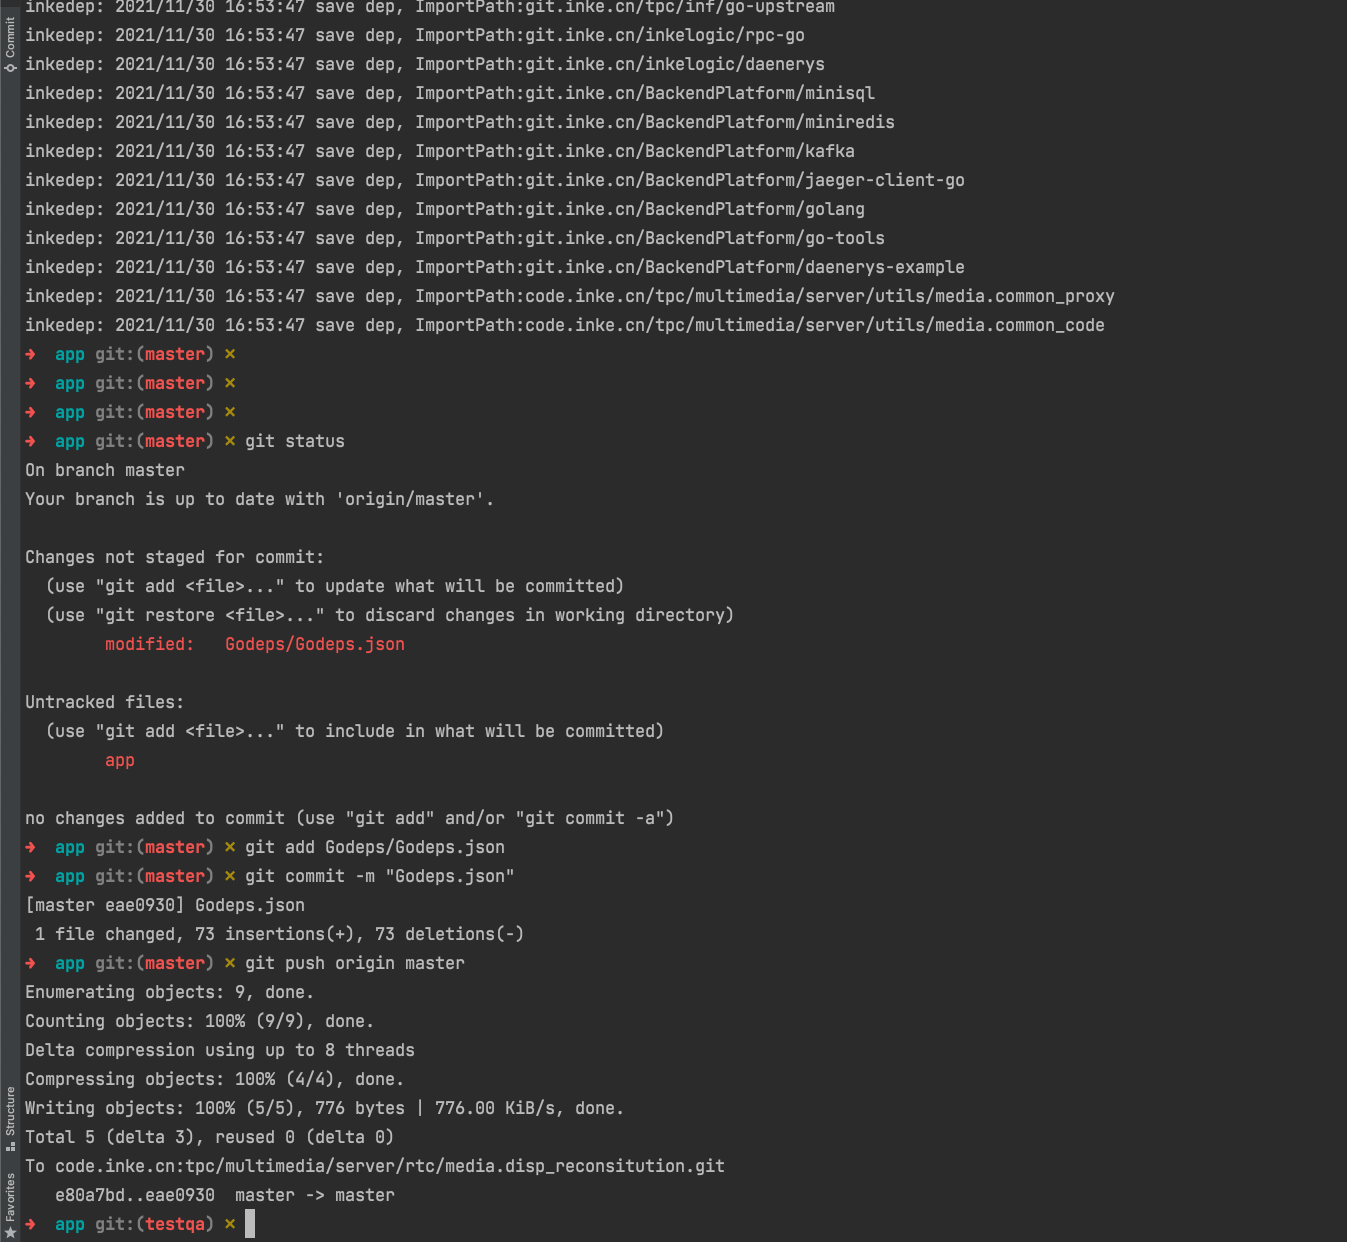 Commit
inkedep: 2021/11/30 16:53:47 save dep, ImportPath:git.inke.cn/tpc/inf/go-upstream
inkedep: 2021/11/30 16:53:47 save dep, ImportPath:git.inke.cn/inkelogic/rpc-go
inkedep: 2021/11/30 16:53:47 save dep, ImportPath:git.inke.cn/inkelogic/daenerys
inkedep: 2021/11/30 16:53:47 save dep, ImportPath:git.inke.cn/BackendPlatform/minisql
inkedep: 2021/11/30 16:53:47 save dep, ImportPath:git.inke.cn/BackendPlatform/miniredis
inkedep: 2021/11/30 16:53:47 save dep, ImportPath:git.inke.cn/BackendPlatform/kafka
inkedep: 2021/11/30 16:53:47 save dep, ImportPath:git.inke.cn/BackendPlatform/jaeger-client-go
inkedep: 2021/11/30 16:53:47 save dep, ImportPath:git.inke.cn/BackendPlatform/golang
inkedep: 2021/11/30 16:53:47 save dep, ImportPath:git.inke.cn/BackendPlatform/go-tools
inkedep: 2021/11/30 16:53:47 save dep, ImportPath:git.inke.cn/BackendPlatform/daenerys-example
inkedep: 2021/11/30 16:53:47 save dep, ImportPath:code.inke.cn/tpc/multimedia/server/utils/media.common_proxy
inkedep: 2021/11/30 16:53:47 save dep, ImportPath:code.inke.cn/tpc/multimedia/server/utils/media.common_code
➜  app git:(master) ✗
➜  app git:(master) ✗
➜  app git:(master) ✗
➜  app git:(master) ✗ git status
On branch master
Your branch is up to date with 'origin/master'.
Changes not staged for commit:
  (use "git add <file>..." to update what will be committed)
  (use "git restore <file>..." to discard changes in working directory)
        modified:   Godeps/Godeps.json
Untracked files:
  (use "git add <file>..." to include in what will be committed)
        app
no changes added to commit (use "git add" and/or "git commit -a")
➜  app git:(master) ✗ git add Godeps/Godeps.json
➜  app git:(master) ✗ git commit -m "Godeps.json"
[master eae0930] Godeps.json
 1 file changed, 73 insertions(+), 73 deletions(-)
➜  app git:(master) ✗ git push origin master
Enumerating objects: 9, done.
Counting objects: 100% (9/9), done.
Delta compression using up to 8 threads
Compressing objects: 100% (4/4), done.
Writing objects: 100% (5/5), 776 bytes | 776.00 KiB/s, done.
Total 5 (delta 3), reused 0 (delta 0)
To code.inke.cn:tpc/multimedia/server/rtc/media.disp_reconsitution.git
   e80a7bd..eae0930  master -> master
➜  app git:(testqa) ✗
Structure
Favorites